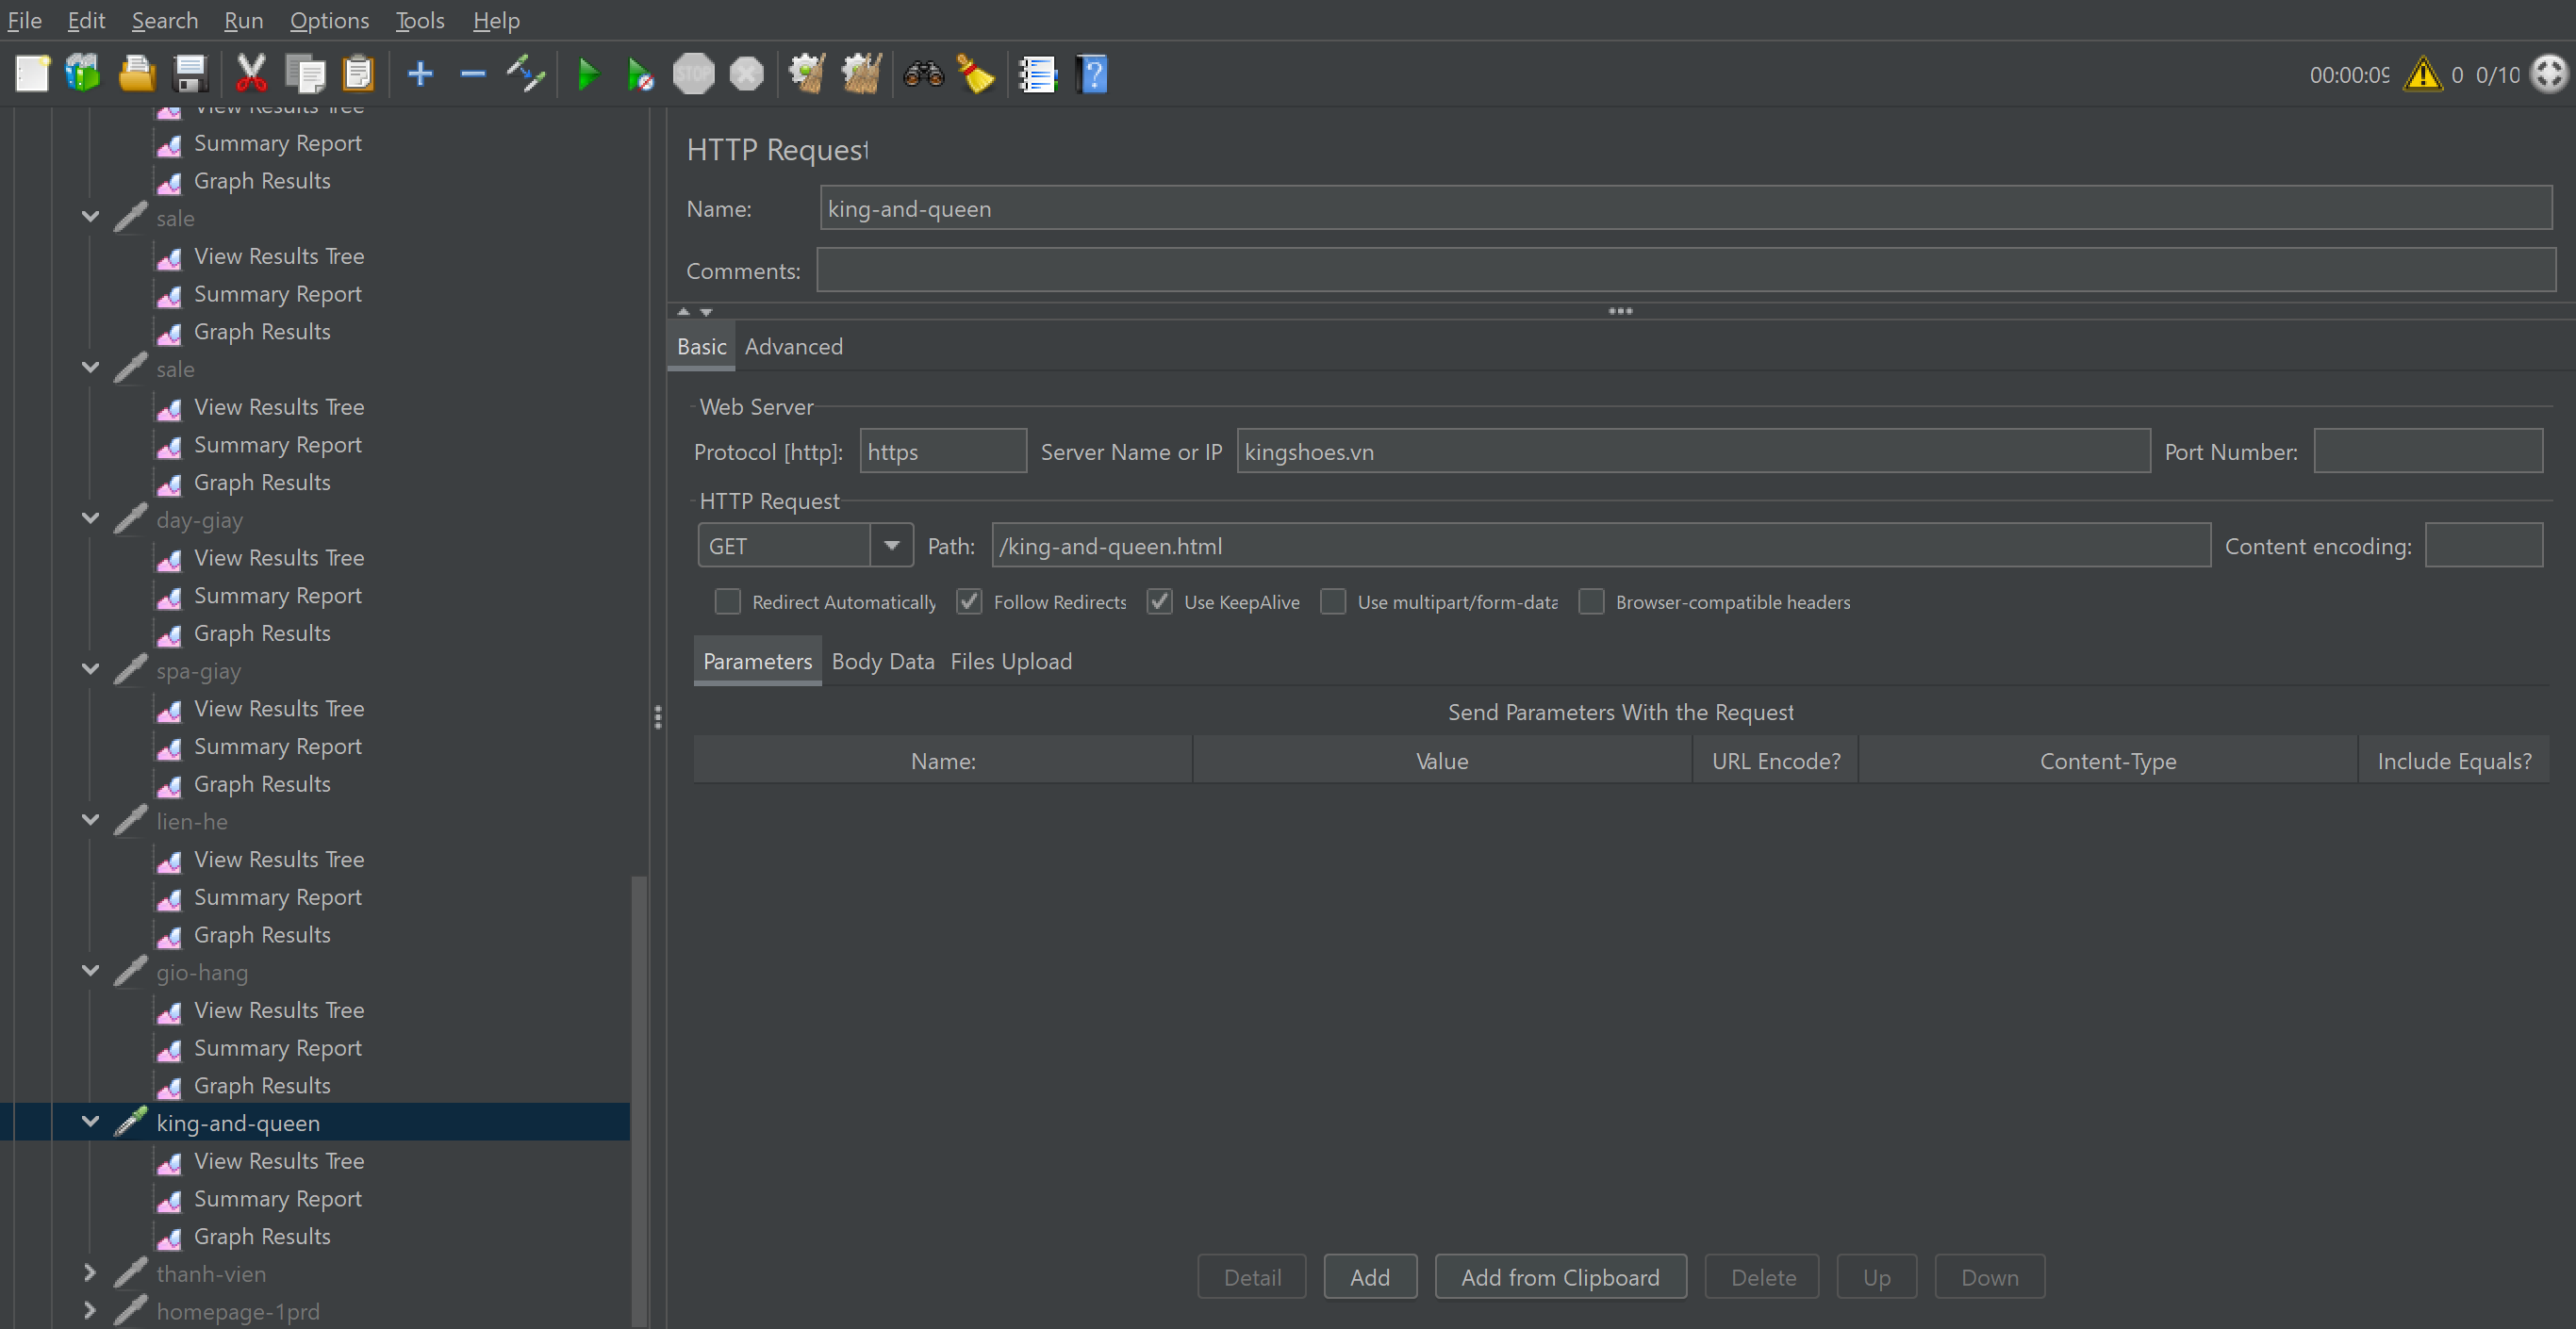 File Edit Search Run Options Tools Help
STOP
00:00:09 0 0/10
View Results Tree
Summary Report
Graph Results
sale
View Results Tree
Summary Report
Graph Results
sale
View Results Tree
Summary Report
Graph Results
day-giay
View Results Tree
Summary Report
Graph Results
spa-giay
View Results Tree
Summary Report
Graph Results
lien-he
View Results Tree
Summary Report
Graph Results
gio-hang
View Results Tree
Summary Report
Graph Results
king-and-queen
View Results Tree
Summary Report
Graph Results
thanh-vien
homepage-1prd
HTTP Request
Name: king-and-queen
Comments:
Basic Advanced
Web Server
Protocol [http]: https Server Name or IP kingshoes.vn Port Number:
HTTP Request
GET Path: /king-and-queen.html Content encoding:
Redirect Automatically Follow Redirects Use KeepAlive Use multipart/form-data Browser-compatible headers
Parameters Body Data Files Upload
Send Parameters With the Request
Name: Value URL Encode? Content-Type Include Equals?
Detail Add Add from Clipboard Delete Up Down